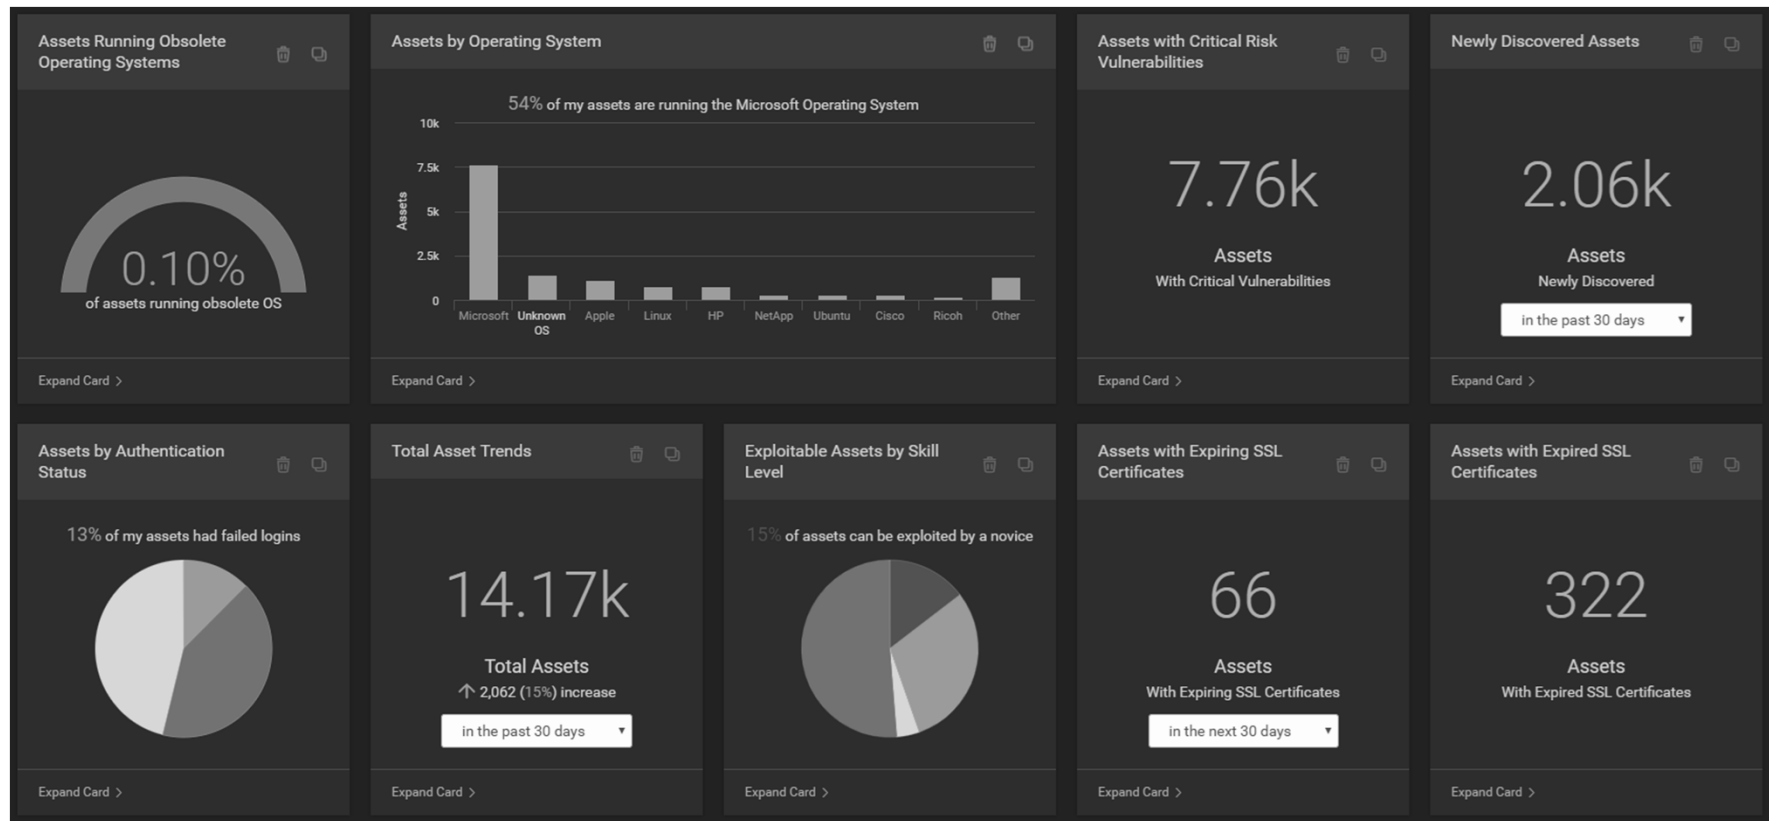 Assets Running Obsolete
Operating Systems
0.10%
of assets running obsolete OS
Expand Card >
Assets by Operating System
54% of my assets are running the Microsoft Operating System
Assets
10k
7.5k
5k
2.5k
0
Microsoft Unknown OS Apple Linux HP NetApp Ubuntu Cisco Ricoh Other
Expand Card >
Assets with Critical Risk
Vulnerabilities
7.76k
Assets
With Critical Vulnerabilities
Expand Card >
Newly Discovered Assets
2.06k
Assets
Newly Discovered
in the past 30 days
Expand Card >
Assets by Authentication
Status
13% of my assets had failed logins
Expand Card >
Total Asset Trends
14.17k
Total Assets
↑ 2,062 (15%) increase
in the past 30 days
Expand Card >
Exploitable Assets by Skill
Level
15% of assets can be exploited by a novice
Expand Card >
Assets with Expiring SSL
Certificates
66
Assets
With Expiring SSL Certificates
in the next 30 days
Expand Card >
Assets with Expired SSL
Certificates
322
Assets
With Expired SSL Certificates
Expand Card >